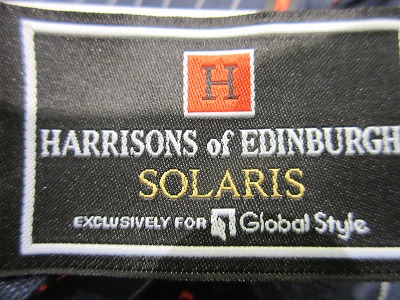 H
HARRISONS of EDINBURGH
SOLARIS
EXCLUSIVELY FOR Global Style